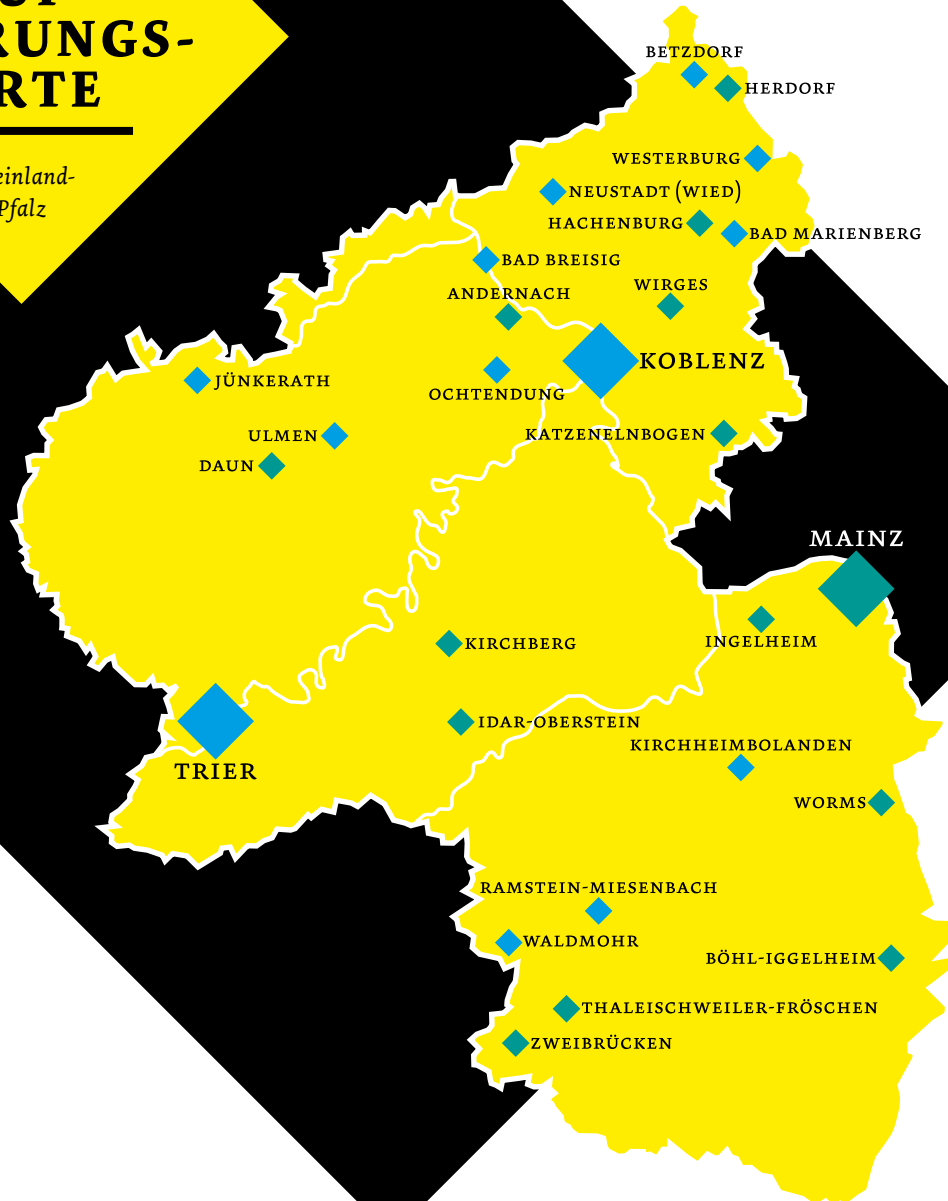 RUNGS-
RTE
einland-
Pfalz
BETZDORF
HERDORF
WESTERBURG
NEUSTADT (WIED)
HACHENBURG
BAD MARIENBERG
BAD BREISIG
WIRGES
ANDERNACH
KOBLENZ
JÜNKERATH
OCHTENDUNG
ULMEN
KATZENELNBOGEN
DAUN
MAINZ
INGELHEIM
KIRCHBERG
IDAR-OBERSTEIN
KIRCHHEIMBOLANDEN
TRIER
WORMS
RAMSTEIN-MIESENBACH
WALDMOHR
BÖHL-IGGELHEIM
THALEISCHWEILER-FRÖSCHEN
ZWEIBRÜCKEN